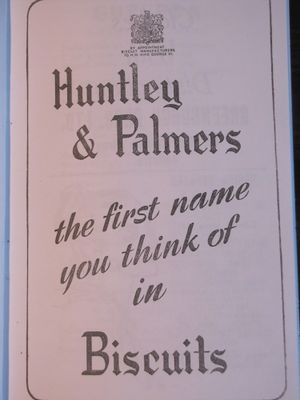 BY APPOINTMENT
BISCUIT MANUFACTURERS
TO H.M. KING GEORGE VI.
Huntley
& Palmers
the first name
you think of
in
Biscuits